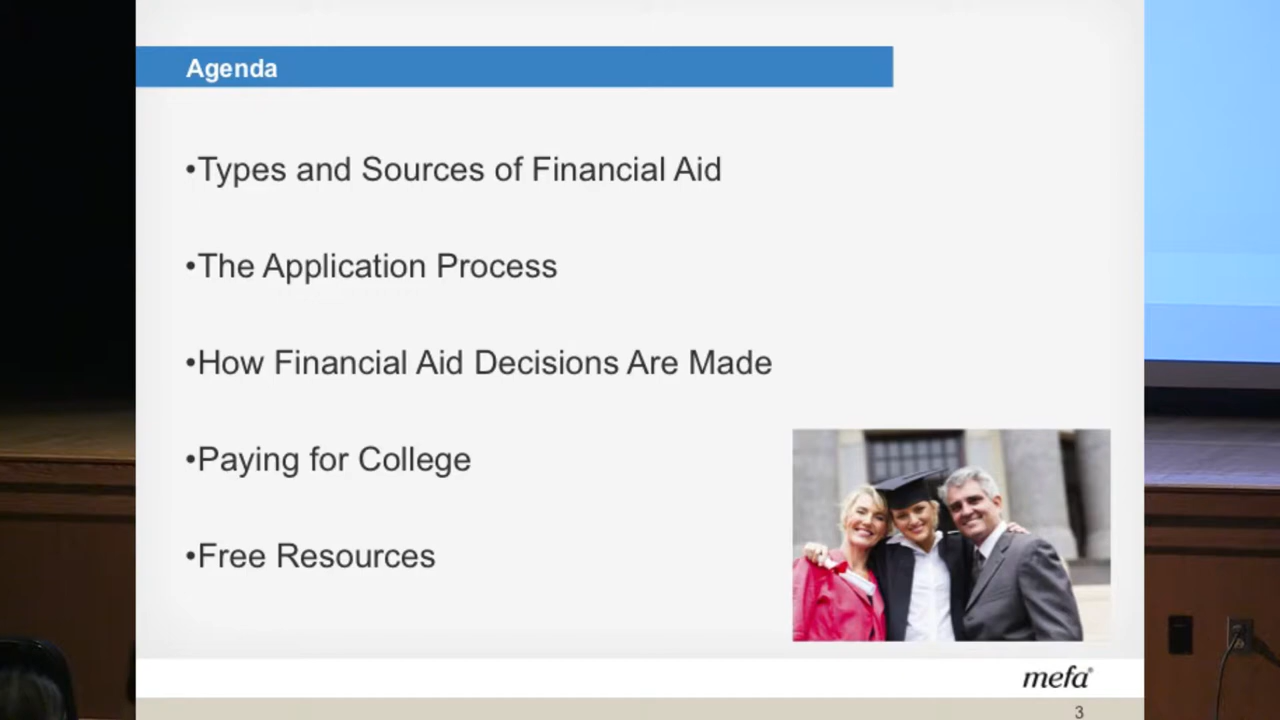 Agenda
•Types and Sources of Financial Aid
•The Application Process
•How Financial Aid Decisions Are Made
•Paying for College
•Free Resources
mefa®
3